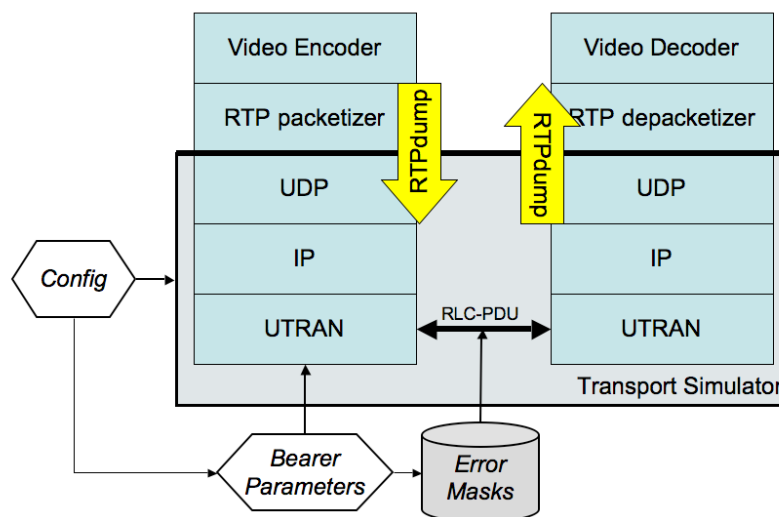 Video Encoder
Video Decoder
RTP packetizer
RTPdump
RTPdump
RTP depacketizer
UDP
UDP
IP
IP
Config
UTRAN
RLC-PDU
UTRAN
Transport Simulator
Bearer
Parameters
Error
Masks